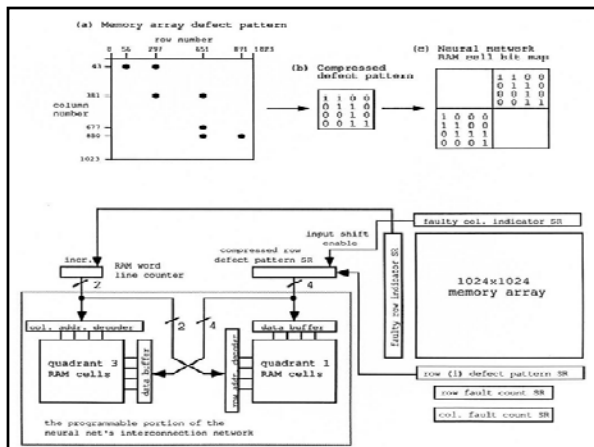 (a) Memory array defect pattern
row number
0 56 297 651 871 1023
63
381
column
number
677
880
1023
(b) Compressed
defect pattern
1 1 0 0
0 1 1 0
0 0 1 0
0 0 1 1
(c) Neural network
RAM cell bit map
1 1 0 0
0 1 1 0
0 0 1 0
0 0 1 1
1 0 0 0
1 1 0 0
0 1 1 1
0 0 0 1
input shift
enable
faulty col. indicator SR
incr.
RAM word
line counter
compressed row
defect pattern SR
faulty row indicator SR
1024x1024
memory array
2
4
col. addr. decoder
2
4
data buffer
quadrant 3
RAM cells
data buffer
row addr. decoder
quadrant 1
RAM cells
row (i) defect pattern SR
row fault count SR
col. fault count SR
the programmable portion of the
neural net's interconnection network